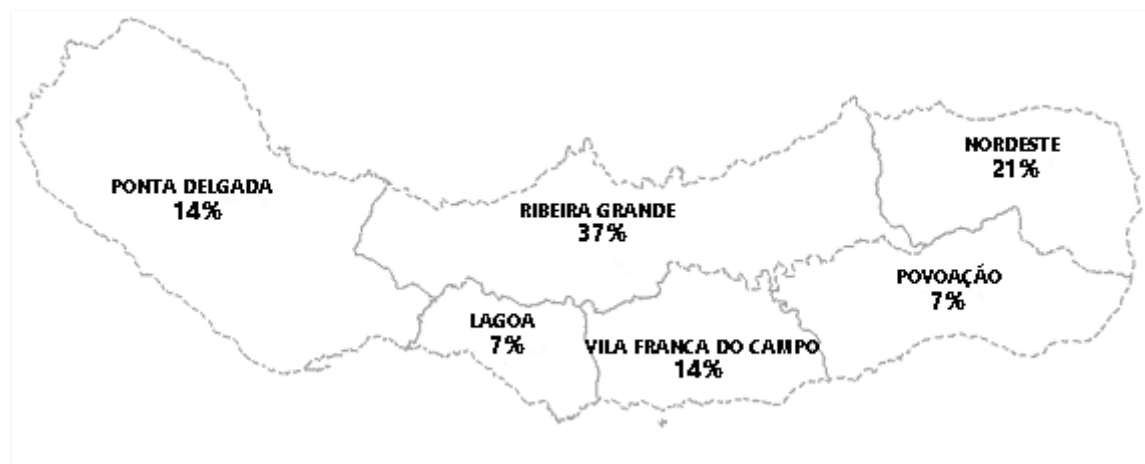 PONTA DELGADA
14%
RIBEIRA GRANDE
37%
NORDESTE
21%
LAGOA
7%
VILA FRANCA DO CAMPO
14%
POVOAÇÃO
7%